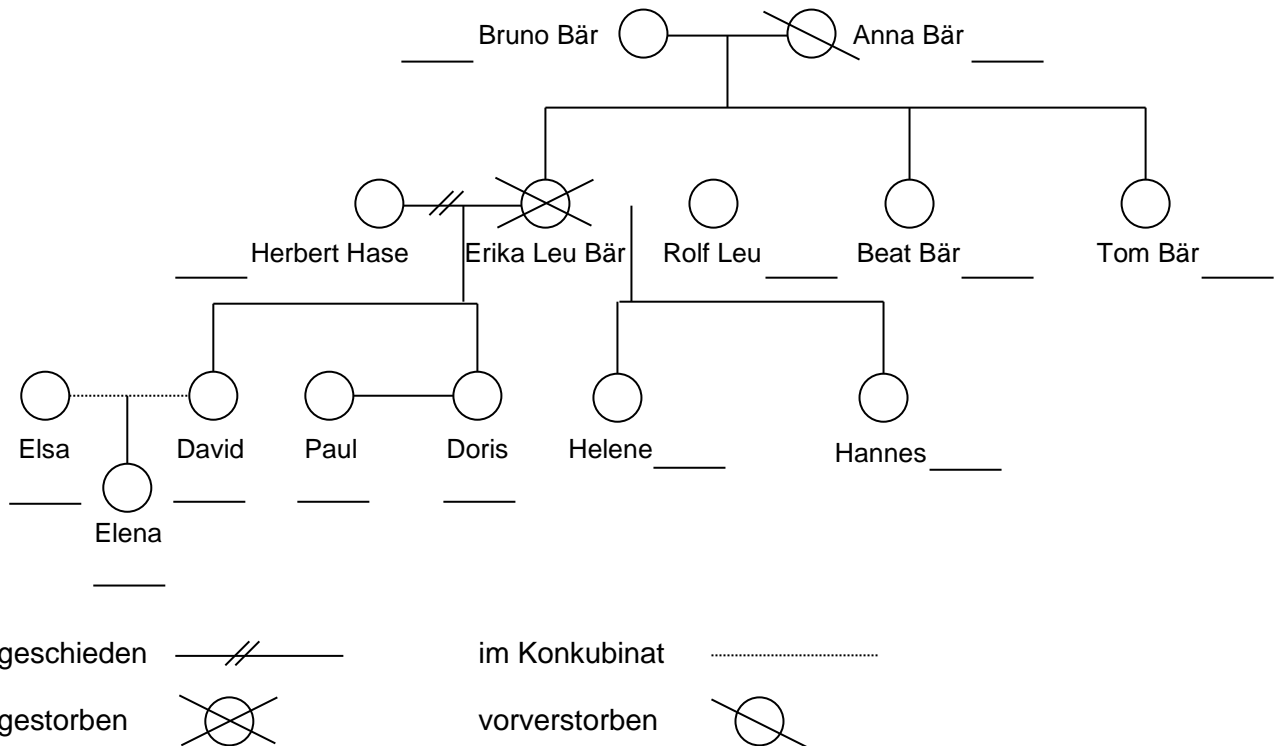 Bruno Bär Anna Bär
Herbert Hase Erika Leu Bär Rolf Leu Beat Bär Tom Bär
Elsa David Paul Doris Helene Hannes
Elena
geschieden im Konkubinat
gestorben vorverstorben